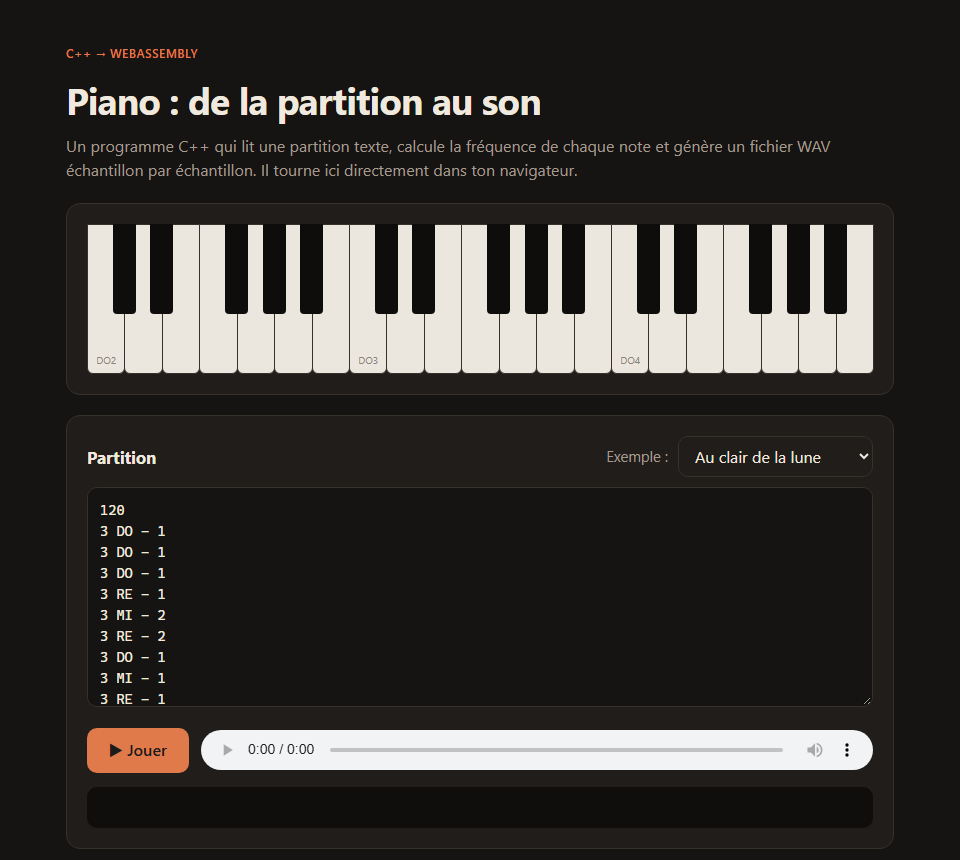 C++ → WEBASSEMBLY
Piano : de la partition au son
Un programme C++ qui lit une partition texte, calcule la fréquence de chaque note et génère un fichier WAV
échantillon par échantillon. Il tourne ici directement dans ton navigateur.
DO2 DO3 DO4
Partition Exemple : Au clair de la lune
120
3 DO – 1
3 DO – 1
3 DO – 1
3 RE – 1
3 MI – 2
3 RE – 2
3 DO – 1
3 MI – 1
3 RE – 1
▶ Jouer 0:00 / 0:00